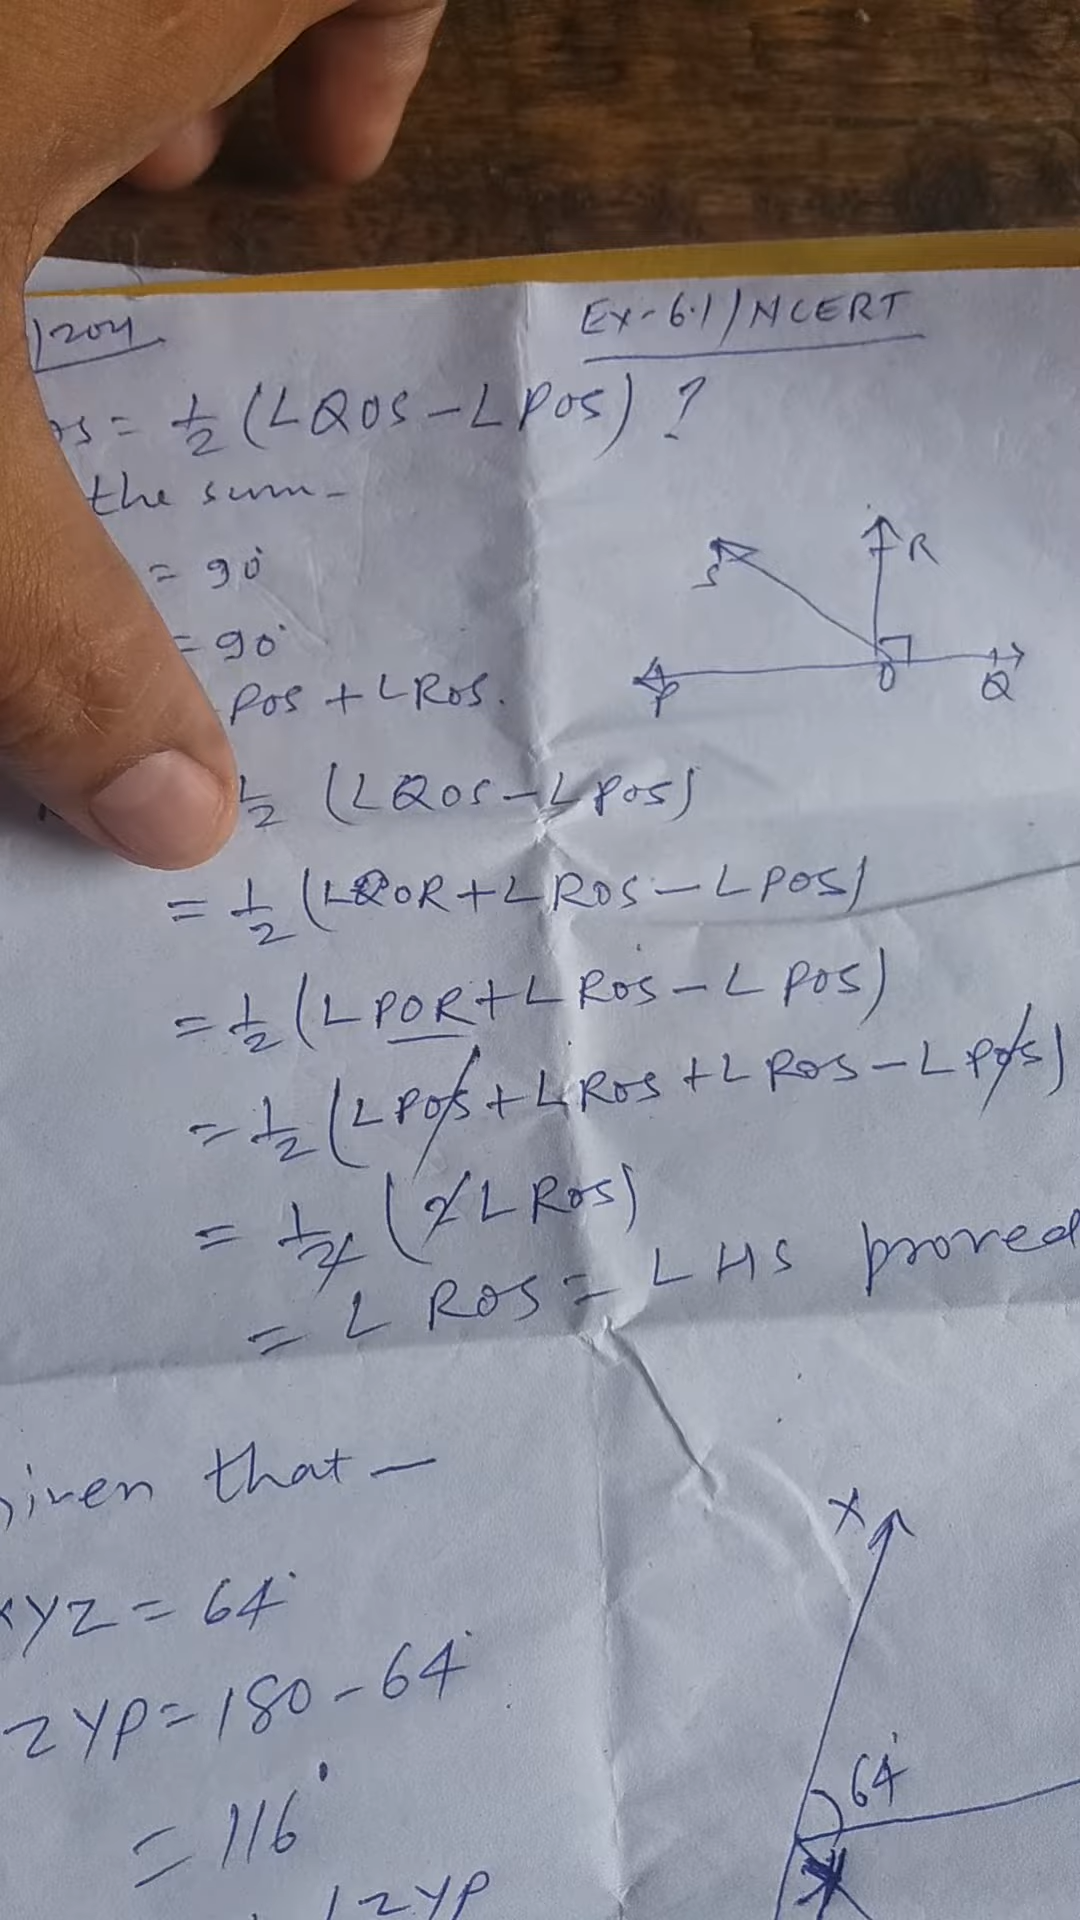 Ex-6.1/NCERT
= 1/2 (∠QOS - ∠POS) ?
the sum -
= 90°
= 90°
POS + ∠ROS.
S
R
P
O
Q
1/2 (∠QOS - ∠POS)
= 1/2 (∠QOR + ∠ROS - ∠POS)
= 1/2 (∠POR + ∠ROS - ∠POS)
= 1/2 (∠POS + ∠ROS + ∠ROS - ∠POS)
= 1/2 (2∠ROS)
= ∠ROS = LHS proved
given that —
XYZ = 64°
ZYP = 180 - 64°
= 116°
∠ZYP
X
64°